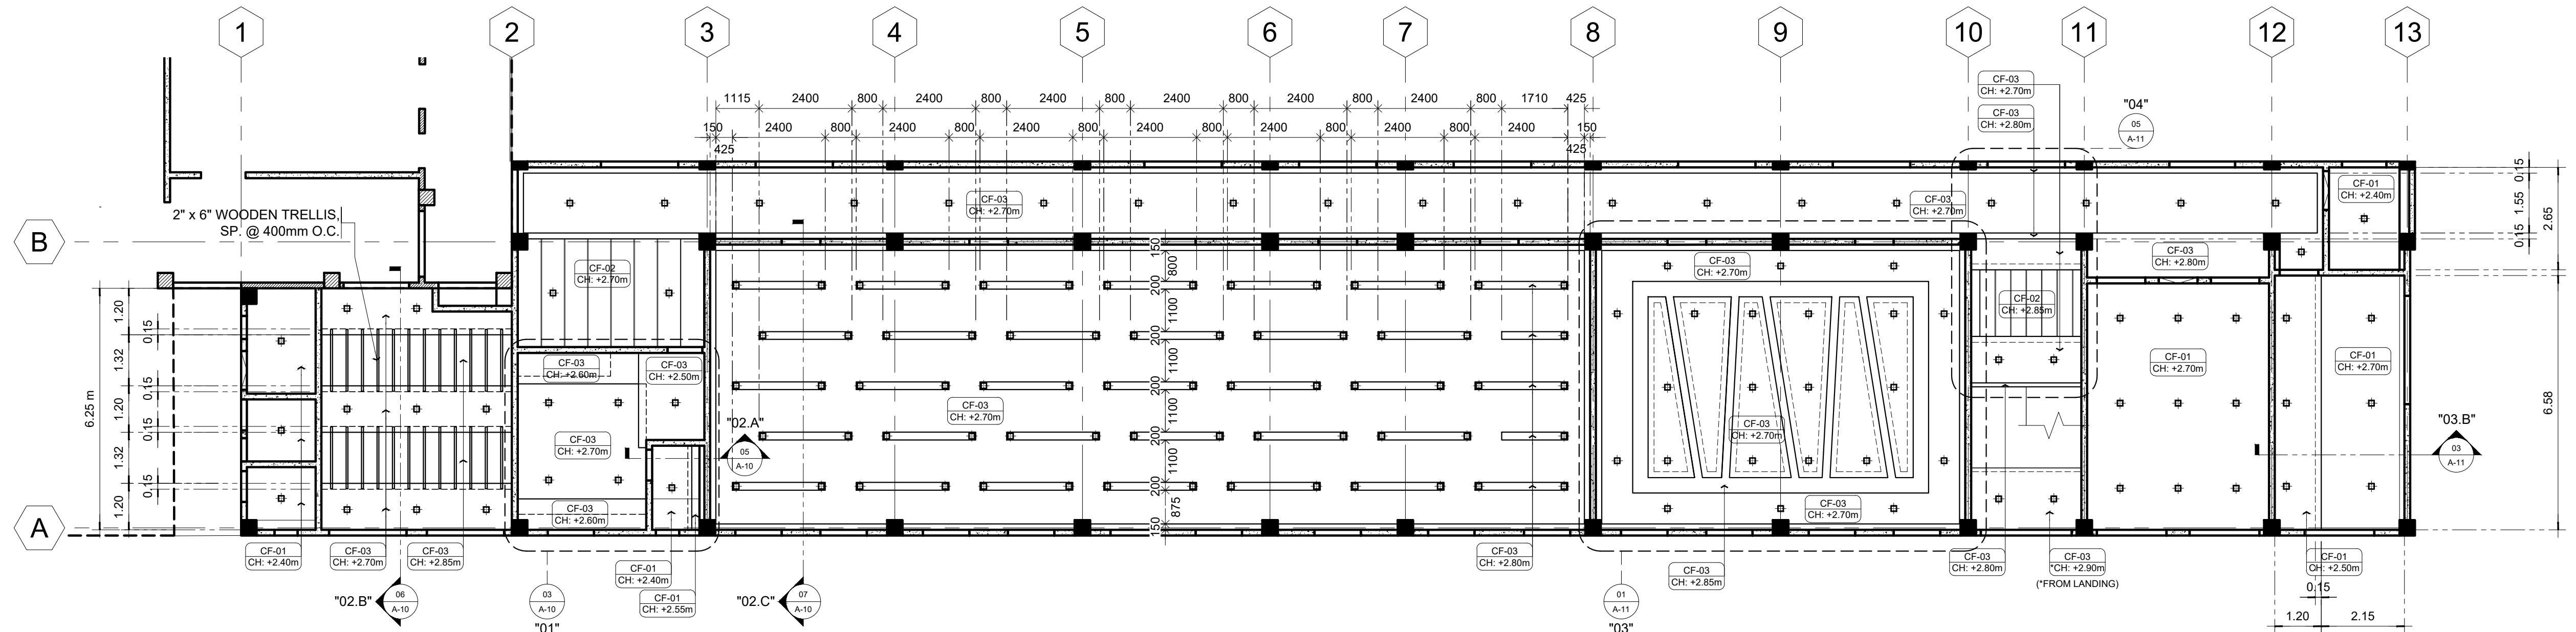 1
2
3
4
5
6
7
8
9
10
11
12
13
CF-03
CH: +2.70m
CF-03
CH: +2.80m
"04"
05
A-11
1115
2400
800
2400
800
2400
800
2400
800
2400
800
2400
800
1710
425
150
2400
800
2400
800
2400
800
2400
800
2400
800
2400
800
2400
150
425
425
CF-03
CH: +2.70m
CF-03
CH: +2.70m
CF-01
CH: +2.40m
0.15
1.55
0.15
2.65
2" x 6" WOODEN TRELLIS,
SP. @ 400mm O.C.
B
CF-02
CH: +2.70m
150
800
200
1100
200
1100
200
1100
200
1100
200
875
150
CF-03
CH: +2.70m
CF-03
CH: +2.80m
CF-02
CH: +2.85m
1.20
0.15
1.32
0.15
1.20
0.15
1.32
0.15
1.20
6.25 m
CF-03
CH: +2.60m
CF-03
CH: +2.50m
CF-01
CH: +2.70m
CF-01
CH: +2.70m
6.58
CF-03
CH: +2.70m
CF-03
CH: +2.70m
CF-03
CH: +2.70m
"02.A"
05
A-10
"03.B"
03
A-11
CF-03
CH: +2.60m
CF-03
CH: +2.70m
A
CF-01
CH: +2.40m
CF-03
CH: +2.70m
CF-03
CH: +2.85m
CF-01
CH: +2.40m
CF-01
CH: +2.55m
CF-03
CH: +2.80m
CF-03
CH: +2.85m
CF-03
CH: +2.80m
CF-03
*CH: +2.90m
(*FROM LANDING)
CF-01
CH: +2.50m
0.15
1.20
2.15
"02.B"
06
A-10
03
A-10
"01"
"02.C"
07
A-10
01
A-11
"03"